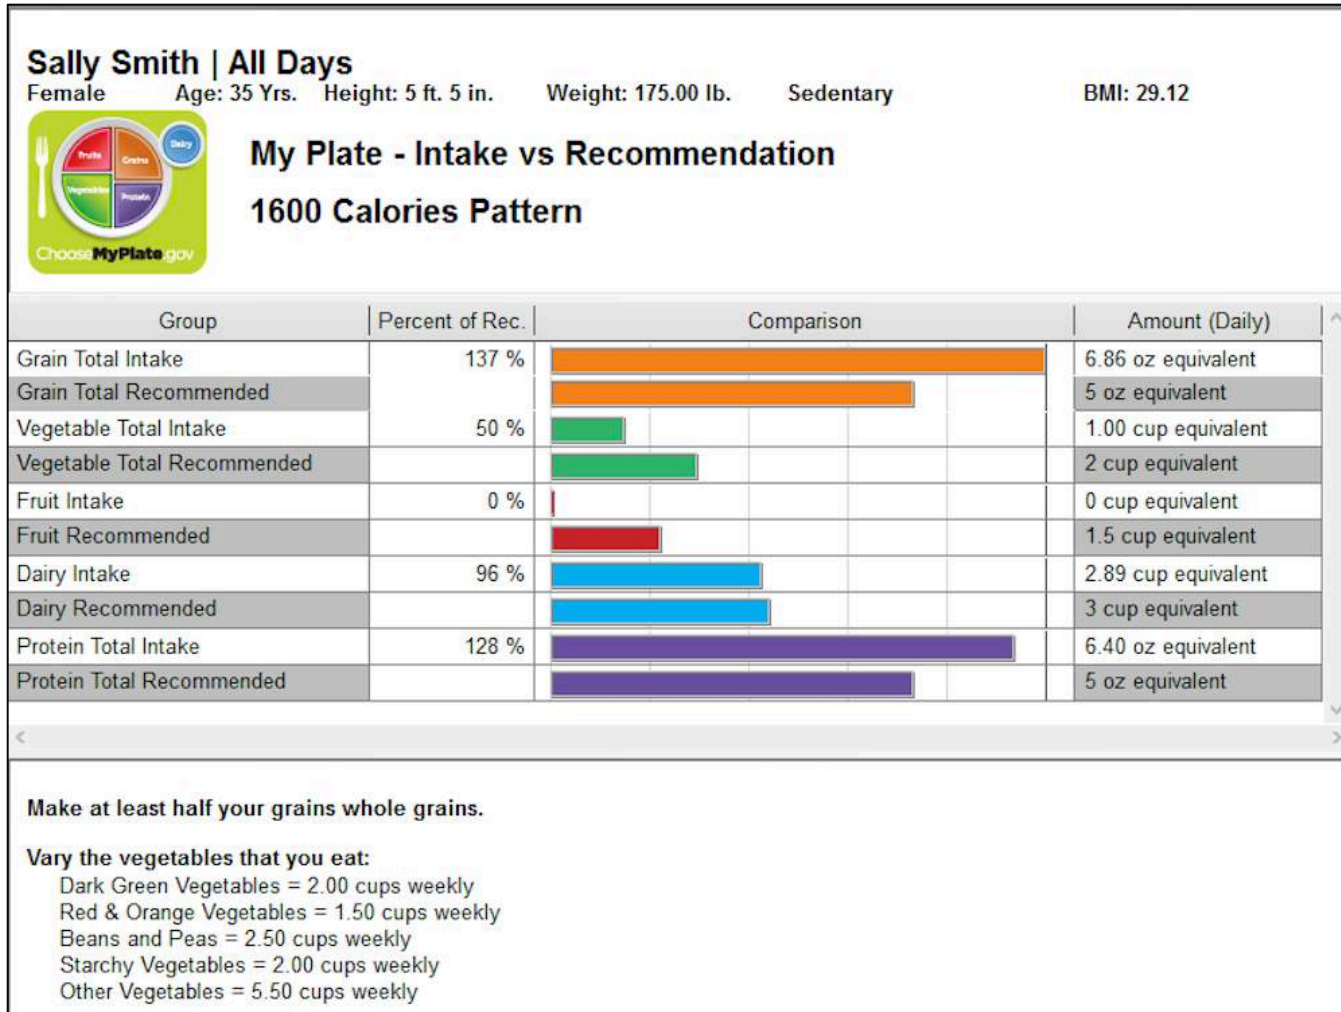 Sally Smith | All Days
Female Age: 35 Yrs. Height: 5 ft. 5 in. Weight: 175.00 lb. Sedentary BMI: 29.12
Fruits Grains Dairy
Vegetables Protein
ChooseMyPlate.gov
My Plate - Intake vs Recommendation
1600 Calories Pattern
Group Percent of Rec. Comparison Amount (Daily)
Grain Total Intake 137 % 6.86 oz equivalent
Grain Total Recommended 5 oz equivalent
Vegetable Total Intake 50 % 1.00 cup equivalent
Vegetable Total Recommended 2 cup equivalent
Fruit Intake 0 % 0 cup equivalent
Fruit Recommended 1.5 cup equivalent
Dairy Intake 96 % 2.89 cup equivalent
Dairy Recommended 3 cup equivalent
Protein Total Intake 128 % 6.40 oz equivalent
Protein Total Recommended 5 oz equivalent
Make at least half your grains whole grains.
Vary the vegetables that you eat:
Dark Green Vegetables = 2.00 cups weekly
Red & Orange Vegetables = 1.50 cups weekly
Beans and Peas = 2.50 cups weekly
Starchy Vegetables = 2.00 cups weekly
Other Vegetables = 5.50 cups weekly